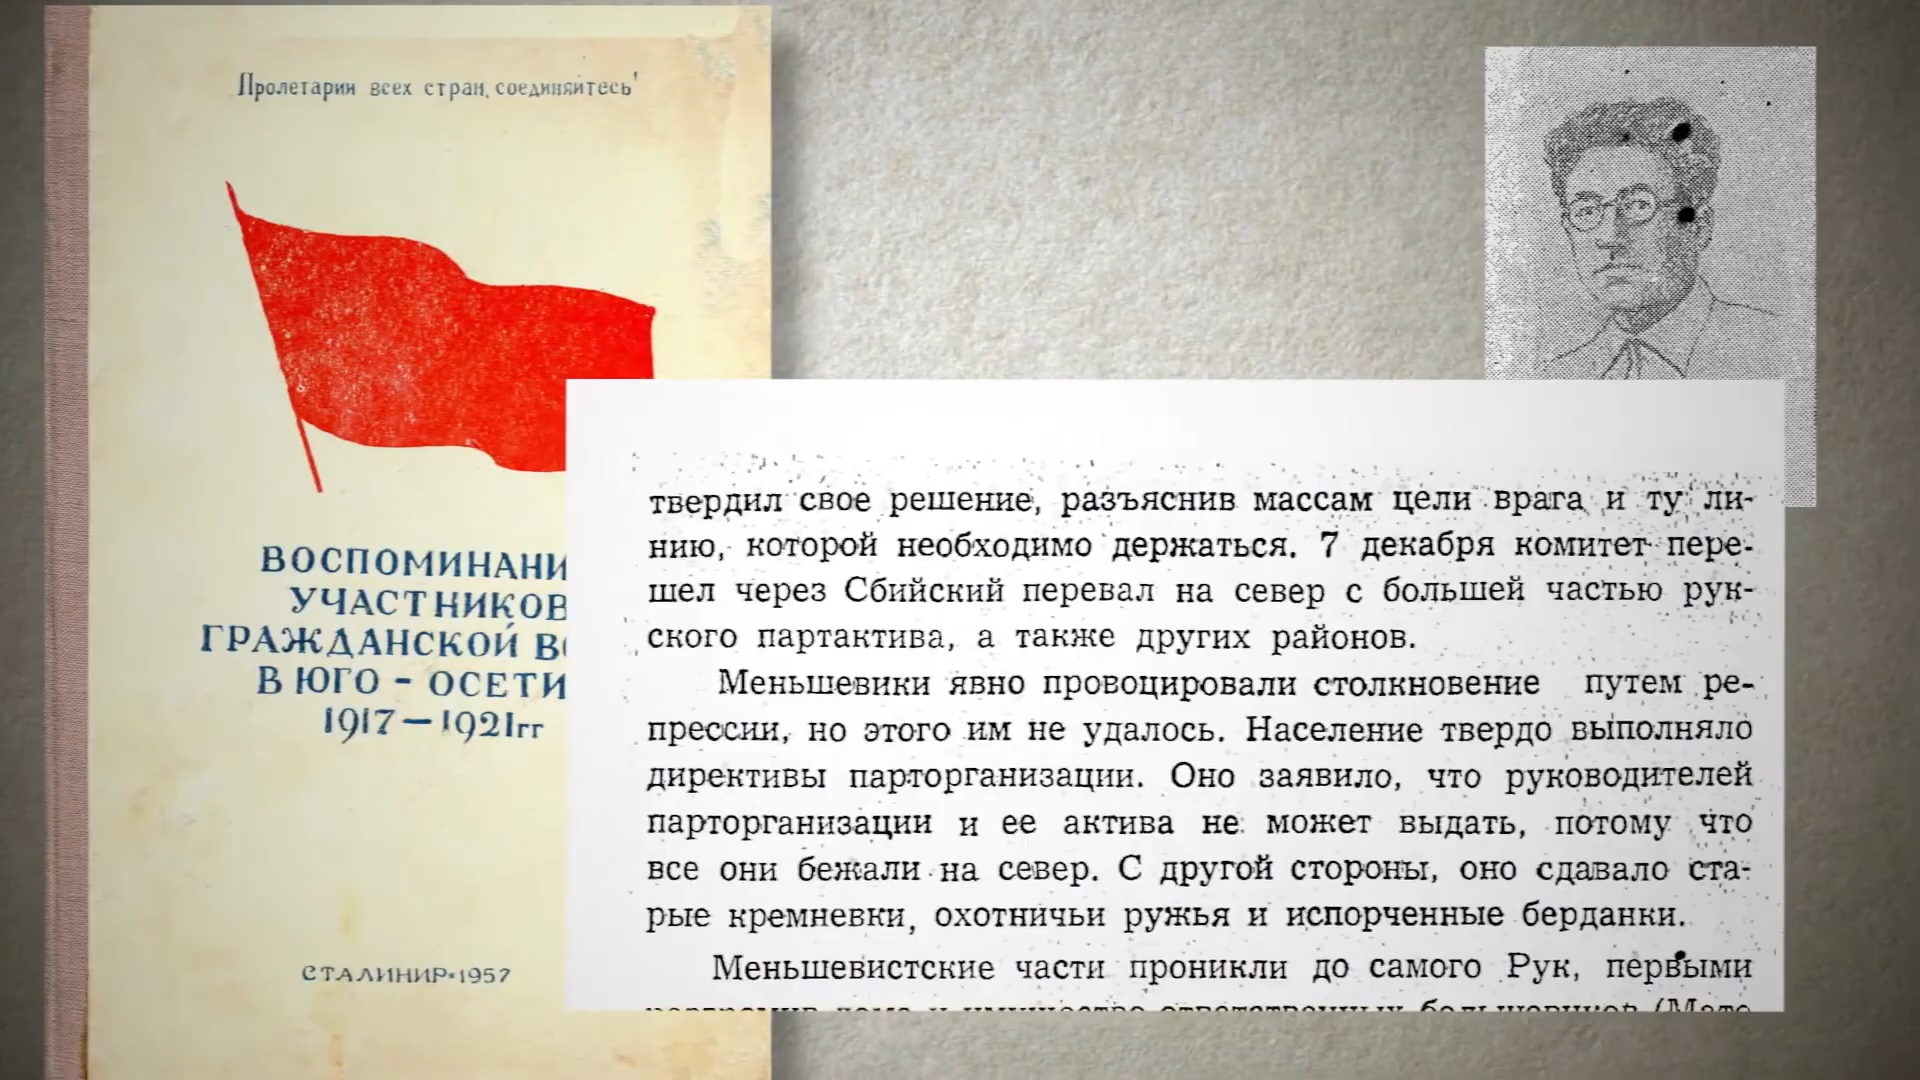 Пролетарии всех стран, соединяйтесь!
ВОСПОМИНАНИ
УЧАСТНИКОВ
ГРАЖДАНСКОЙ В
В ЮГО - ОСЕТИ
1917 — 1921гг
СТАЛИНИР-1957
твердил свое решение, разъяснив массам цели врага и ту ли-
нию, которой необходимо держаться. 7 декабря комитет пере-
шел через Сбийский перевал на север с большей частью рук-
ского партактива, а также других районов.
Меньшевики явно провоцировали столкновение путем ре-
прессии, но этого им не удалось. Население твердо выполняло
директивы парторганизации. Оно заявило, что руководителей
парторганизации и ее актива не может выдать, потому что
все они бежали на север. С другой стороны, оно сдавало ста-
рые кремневки, охотничьи ружья и испорченные берданки.
Меньшевистские части проникли до самого Рук, первыми